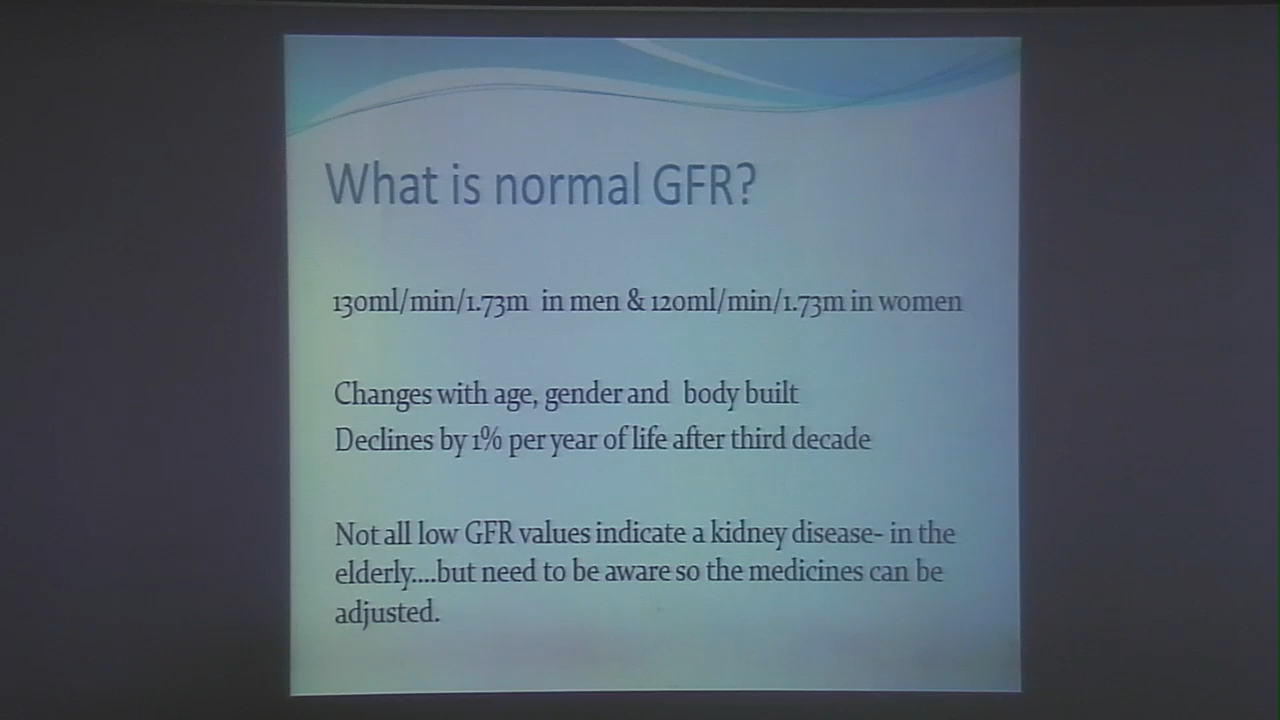 What is normal GFR?
130ml/min/1.73m in men & 120ml/min/1.73m in women
Changes with age, gender and body built
Declines by 1% per year of life after third decade
Not all low GFR values indicate a kidney disease- in the
elderly....but need to be aware so the medicines can be
adjusted.